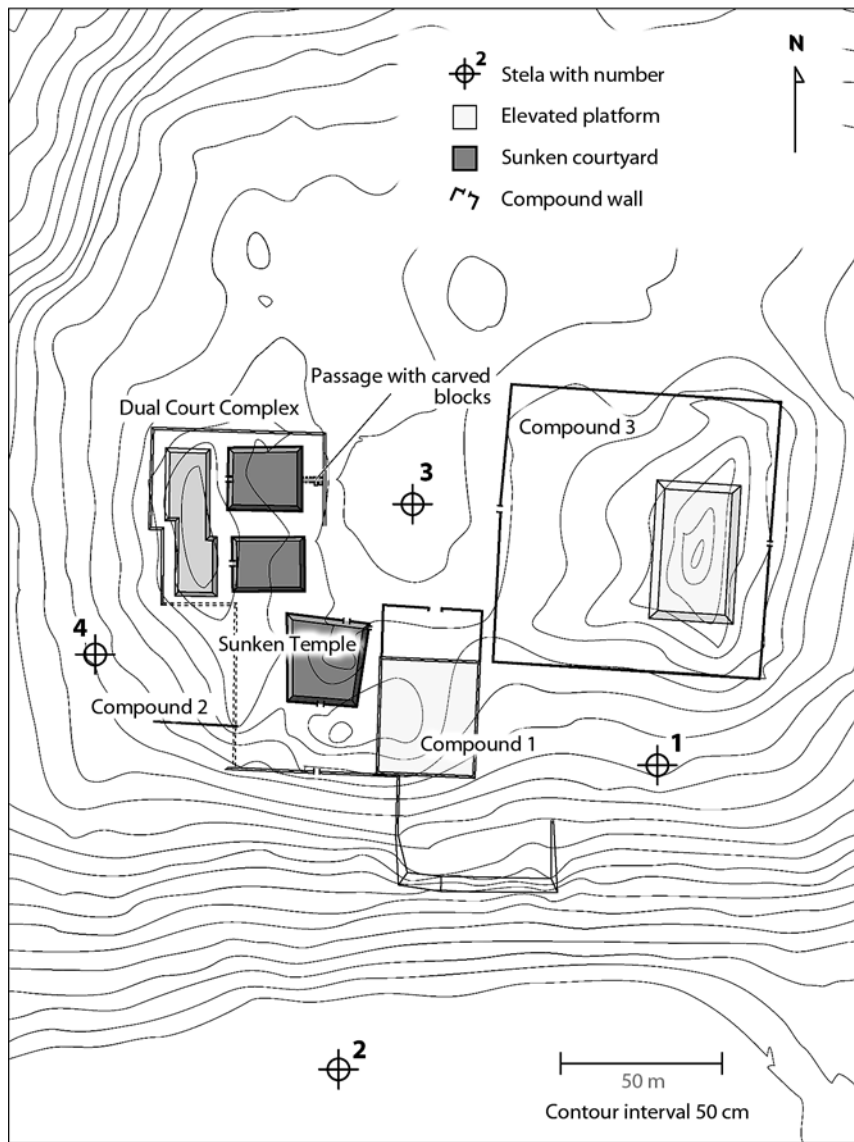 N
2
Stela with number
Elevated platform
Sunken courtyard
Compound wall
Passage with carved
blocks
Dual Court Complex
Compound 3
3
4
Sunken Temple
Compound 2
Compound 1
1
2
50 m
Contour interval 50 cm